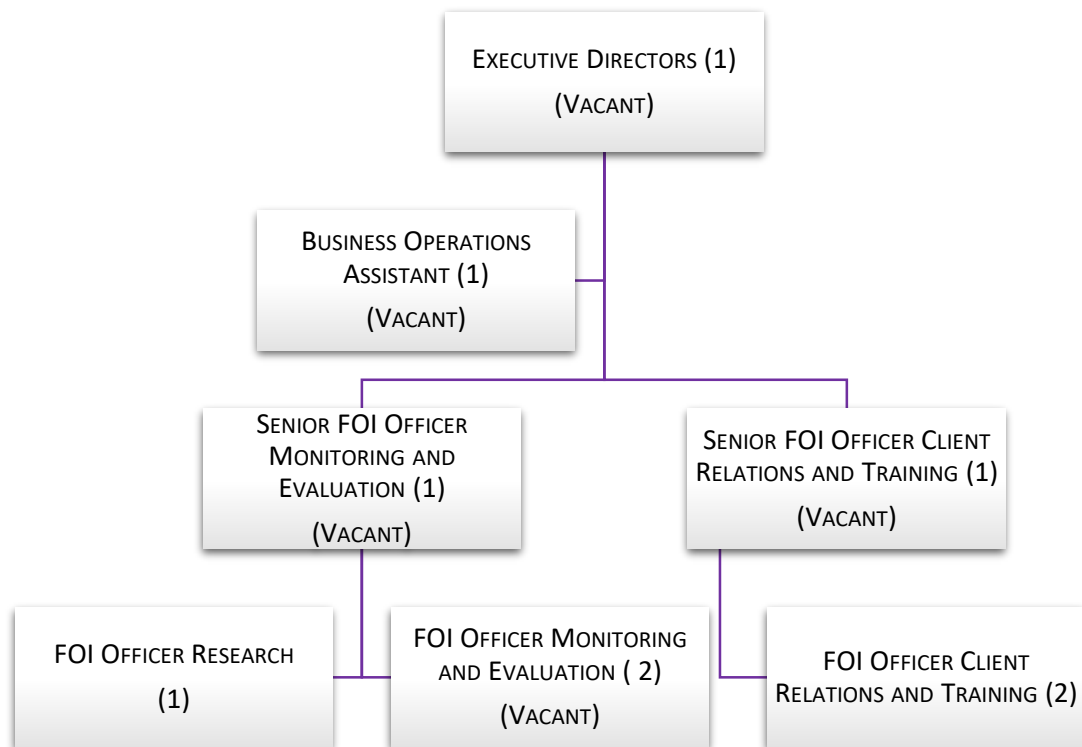 Executive Directors (1)
(Vacant)
Business Operations
Assistant (1)
(Vacant)
Senior FOI Officer
Monitoring and
Evaluation (1)
(Vacant)
Senior FOI Officer Client
Relations and Training (1)
(Vacant)
FOI Officer Research
(1)
FOI Officer Monitoring
and Evaluation ( 2)
(Vacant)
FOI Officer Client
Relations and Training (2)